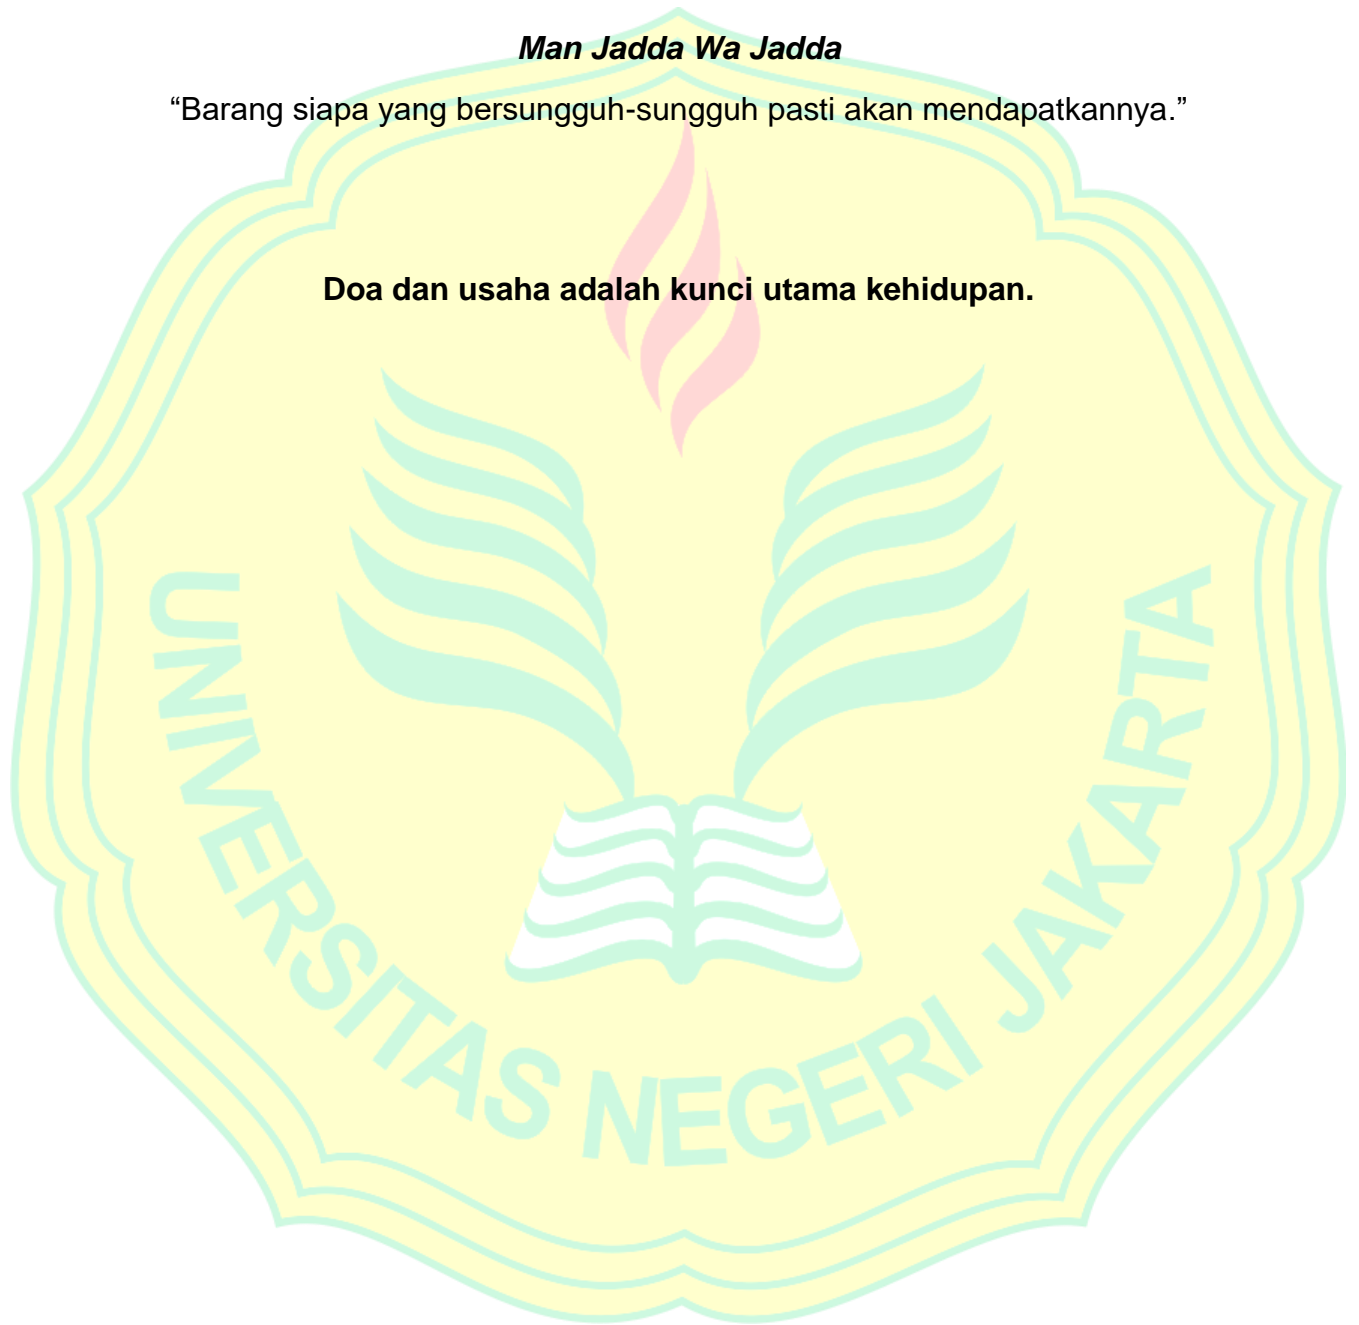 Man Jadda Wa Jadda
“Barang siapa yang bersungguh-sungguh pasti akan mendapatkannya.”
Doa dan usaha adalah kunci utama kehidupan.
UNIVERSITAS NEGERI JAKARTA